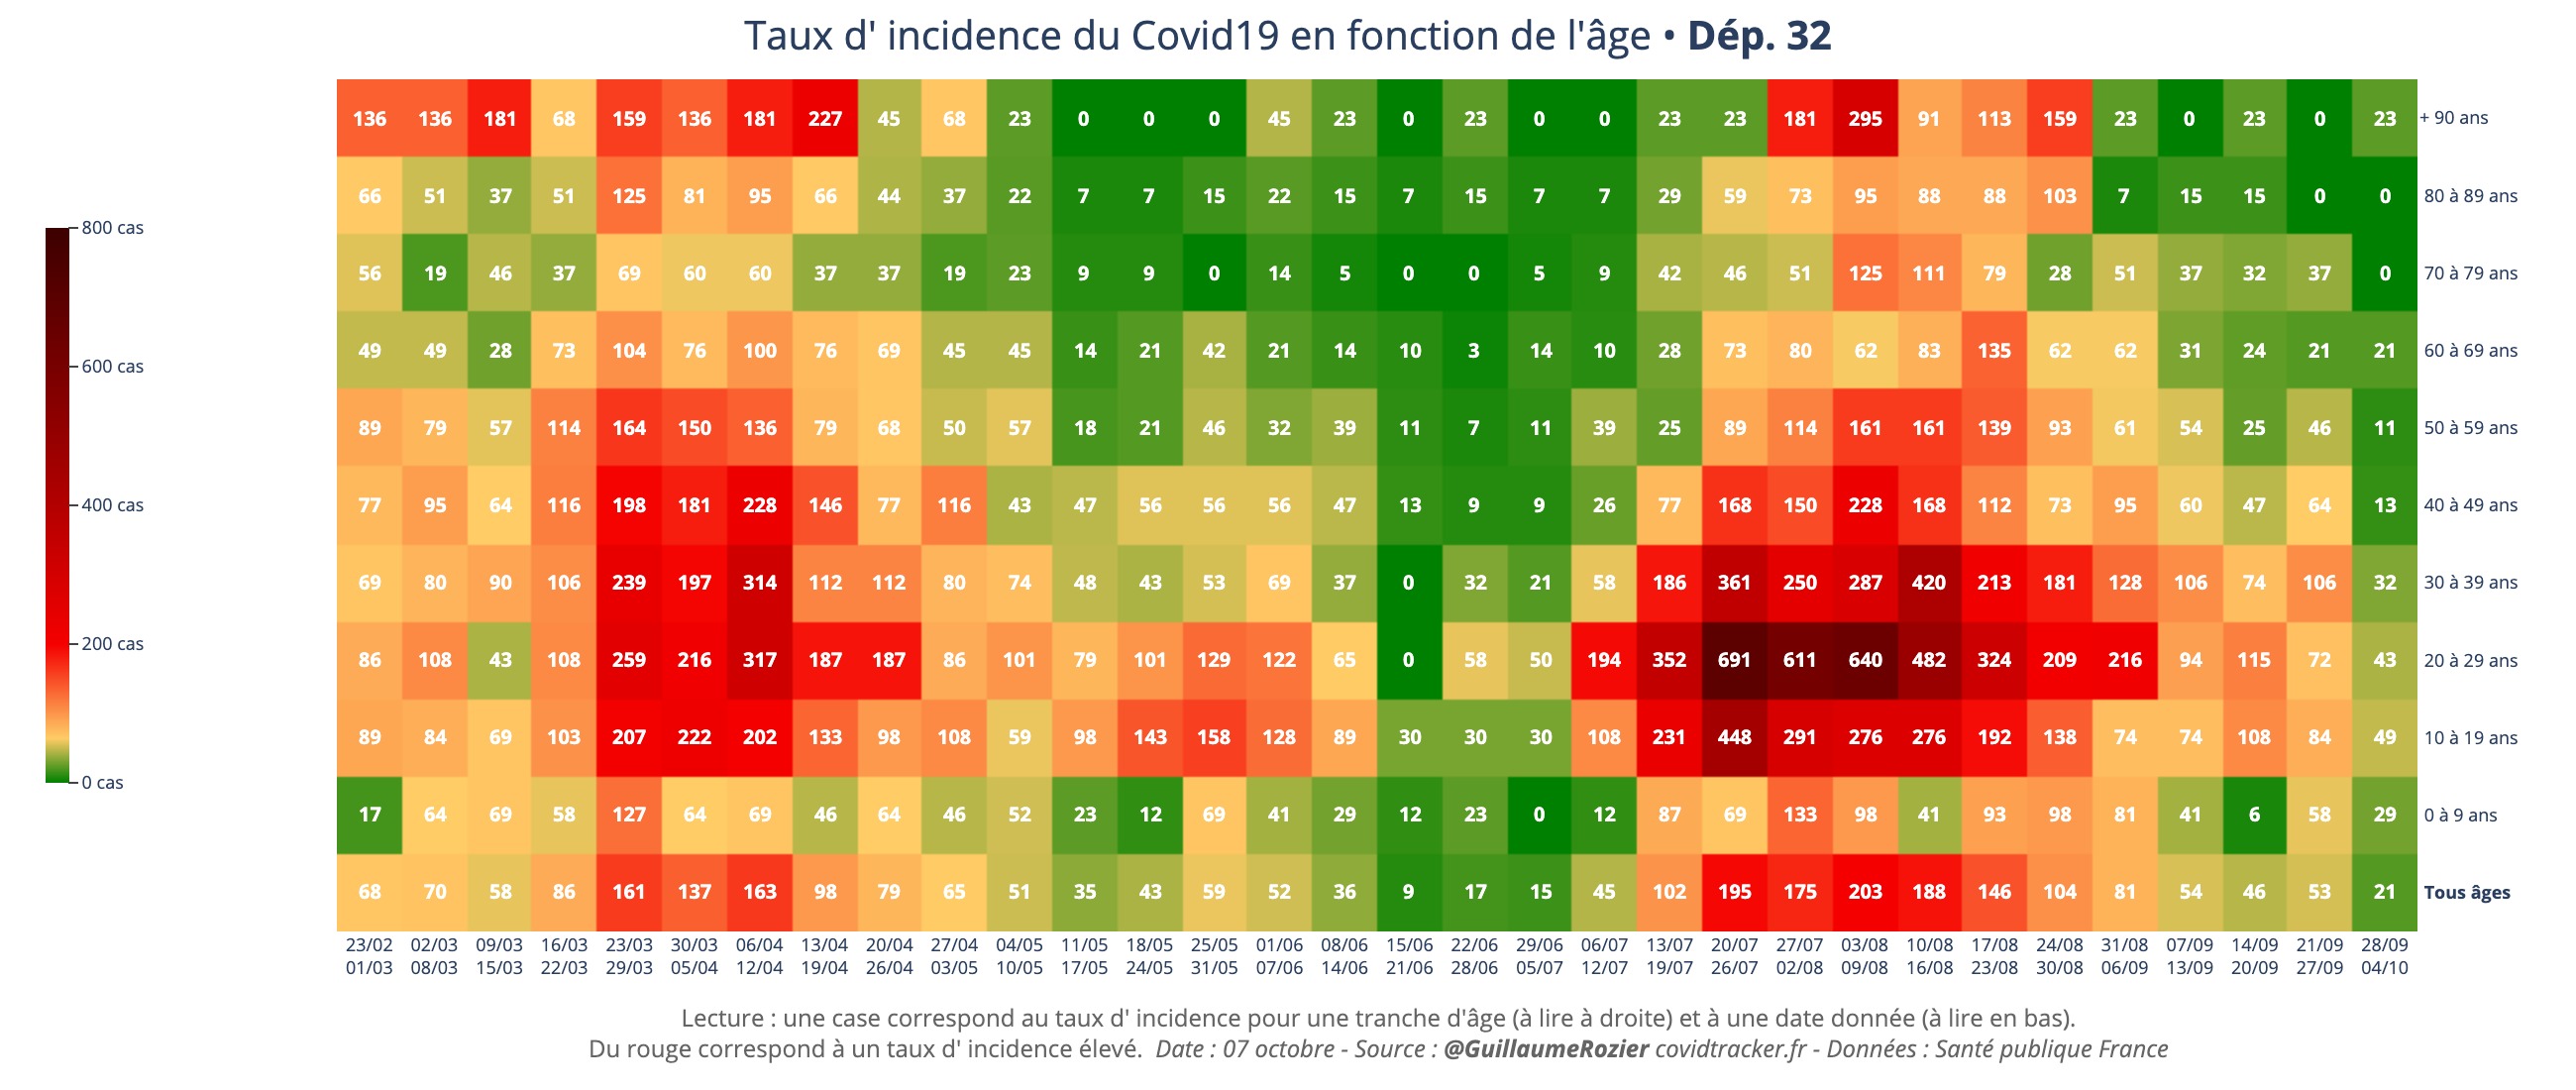 Taux d' incidence du Covid19 en fonction de l'âge • Dép. 32
800 cas
600 cas
400 cas
200 cas
0 cas
136 136 181 68 159 136 181 227 45 68 23 0 0 0 45 23 0 23 0 0 23 23 181 295 91 113 159 23 0 23 0 23 + 90 ans
66 51 37 51 125 81 95 66 44 37 22 7 7 15 22 15 7 15 7 7 29 59 73 95 88 88 103 7 15 15 0 0 80 à 89 ans
56 19 46 37 69 60 60 37 37 19 23 9 9 0 14 5 0 0 5 9 42 46 51 125 111 79 28 51 37 32 37 0 70 à 79 ans
49 49 28 73 104 76 100 76 69 45 45 14 21 42 21 14 10 3 14 10 28 73 80 62 83 135 62 62 31 24 21 21 60 à 69 ans
89 79 57 114 164 150 136 79 68 50 57 18 21 46 32 39 11 7 11 39 25 89 114 161 161 139 93 61 54 25 46 11 50 à 59 ans
77 95 64 116 198 181 228 146 77 116 43 47 56 56 56 47 13 9 9 26 77 168 150 228 168 112 73 95 60 47 64 13 40 à 49 ans
69 80 90 106 239 197 314 112 112 80 74 48 43 53 69 37 0 32 21 58 186 361 250 287 420 213 181 128 106 74 106 32 30 à 39 ans
86 108 43 108 259 216 317 187 187 86 101 79 101 129 122 65 0 58 50 194 352 691 611 640 482 324 209 216 94 115 72 43 20 à 29 ans
89 84 69 103 207 222 202 133 98 108 59 98 143 158 128 89 30 30 30 108 231 448 291 276 276 192 138 74 74 108 84 49 10 à 19 ans
17 64 69 58 127 64 69 46 64 46 52 23 12 69 41 29 12 23 0 12 87 69 133 98 41 93 98 81 41 6 58 29 0 à 9 ans
68 70 58 86 161 137 163 98 79 65 51 35 43 59 52 36 9 17 15 45 102 195 175 203 188 146 104 81 54 46 53 21 Tous âges
23/02 02/03 09/03 16/03 23/03 30/03 06/04 13/04 20/04 27/04 04/05 11/05 18/05 25/05 01/06 08/06 15/06 22/06 29/06 06/07 13/07 20/07 27/07 03/08 10/08 17/08 24/08 31/08 07/09 14/09 21/09 28/09
01/03 08/03 15/03 22/03 29/03 05/04 12/04 19/04 26/04 03/05 10/05 17/05 24/05 31/05 07/06 14/06 21/06 28/06 05/07 12/07 19/07 26/07 02/08 09/08 16/08 23/08 30/08 06/09 13/09 20/09 27/09 04/10
Lecture : une case correspond au taux d' incidence pour une tranche d'âge (à lire à droite) et à une date donnée (à lire en bas).
Du rouge correspond à un taux d' incidence élevé. Date : 07 octobre - Source : @GuillaumeRozier covidtracker.fr - Données : Santé publique France